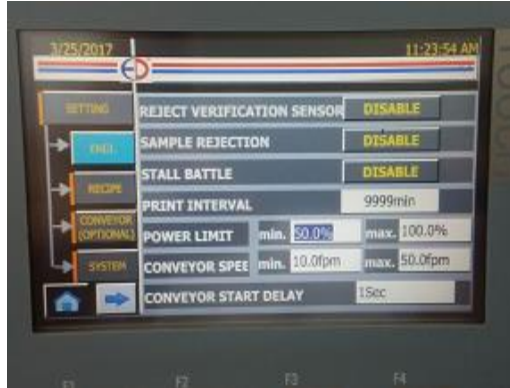 3/25/2017 11:23:54 AM
ED
SETTING
REJECT VERIFICATION SENSOR DISABLE
ENGI.
SAMPLE REJECTION DISABLE
STALL BATTLE DISABLE
RECIPE
PRINT INTERVAL 9999min
CONVEYOR
(OPTIONAL)
POWER LIMIT min. 50.0% max. 100.0%
SYSTEM
CONVEYOR SPEE min. 10.0fpm max. 50.0fpm
CONVEYOR START DELAY 1Sec
F2 F3 F4